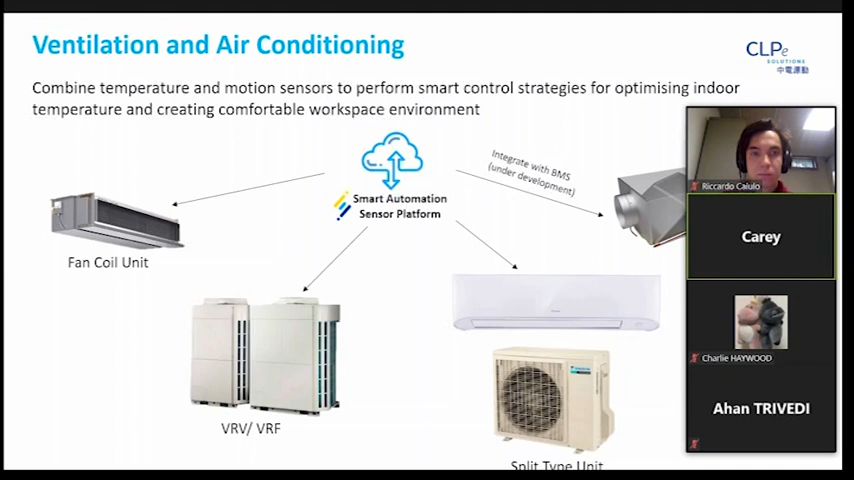 Ventilation and Air Conditioning
CLPe
SOLUTIONS
中電運動
Combine temperature and motion sensors to perform smart control strategies for optimising indoor
temperature and creating comfortable workspace environment
Integrate with BMS
(under development)
Smart Automation
Sensor Platform
Fan Coil Unit
VRV/ VRF
Split Type Unit
Riccardo Caiulo
Carey
Charlie HAYWOOD
Ahan TRIVEDI